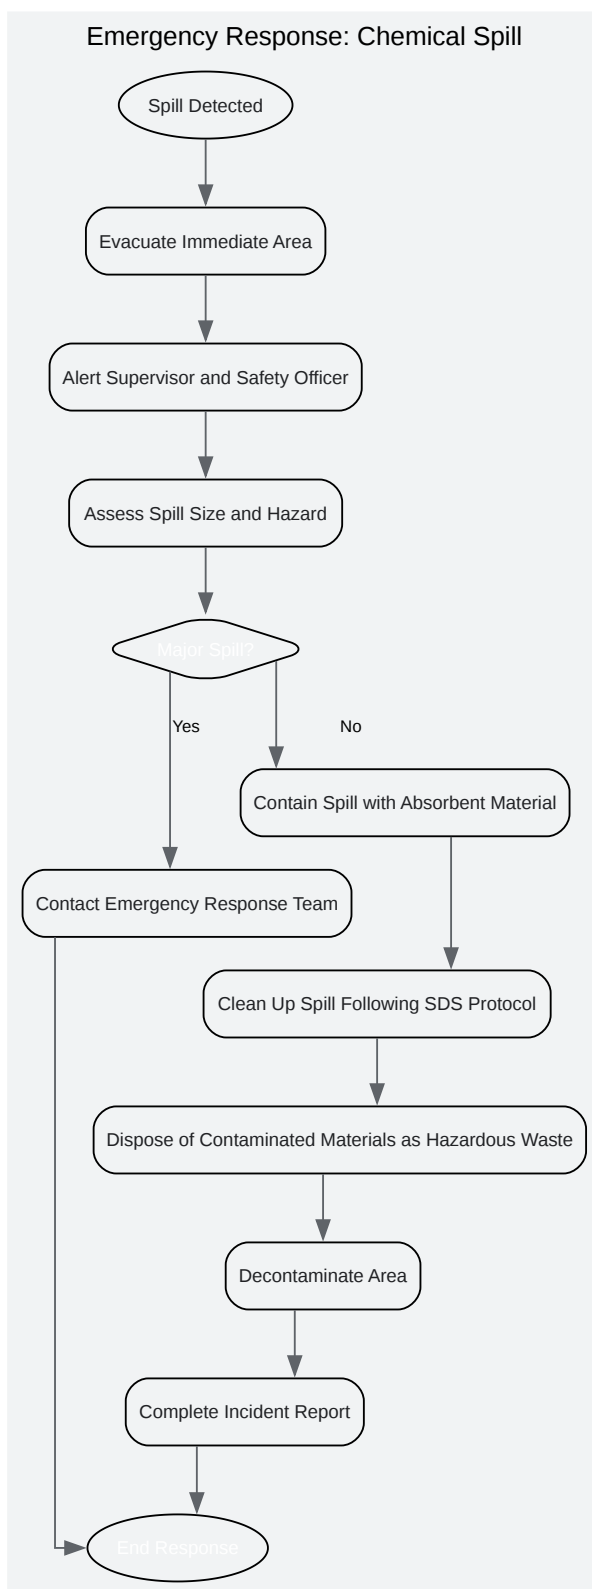 Emergency Response: Chemical Spill
Spill Detected
Evacuate Immediate Area
Alert Supervisor and Safety Officer
Assess Spill Size and Hazard
Major Spill?
Yes
No
Contain Spill with Absorbent Material
Contact Emergency Response Team
Clean Up Spill Following SDS Protocol
Dispose of Contaminated Materials as Hazardous Waste
Decontaminate Area
Complete Incident Report
End Response